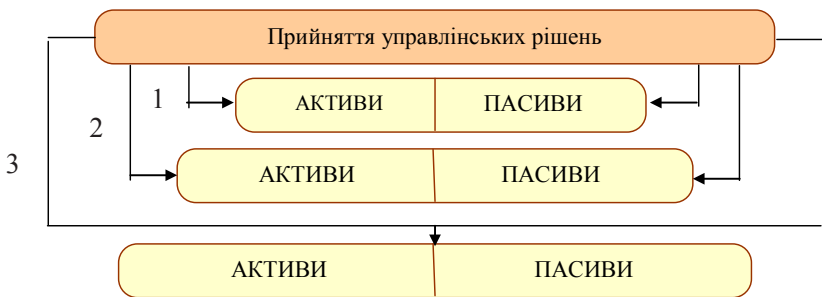 Прийняття управлінських рішень
1
АКТИВИ ПАСИВИ
2
АКТИВИ ПАСИВИ
3
АКТИВИ ПАСИВИ